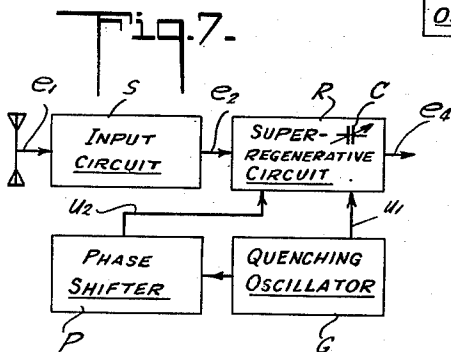 Fig. 7.
O
e1
S
e2
R
C
e4
INPUT
CIRCUIT
SUPER-
REGENERATIVE
CIRCUIT
u2
u1
PHASE
SHIFTER
QUENCHING
OSCILLATOR
P
G